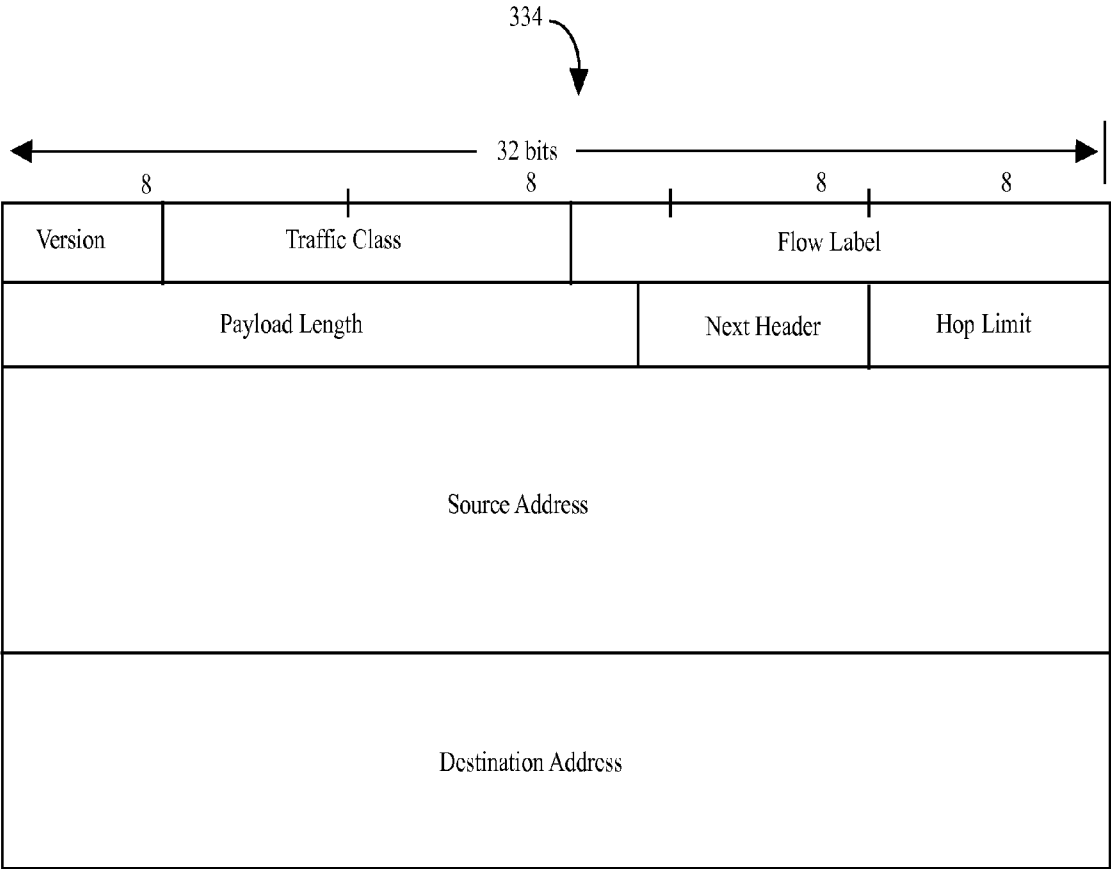 334
32 bits
8 8 8 8
Version Traffic Class Flow Label
Payload Length Next Header Hop Limit
Source Address
Destination Address